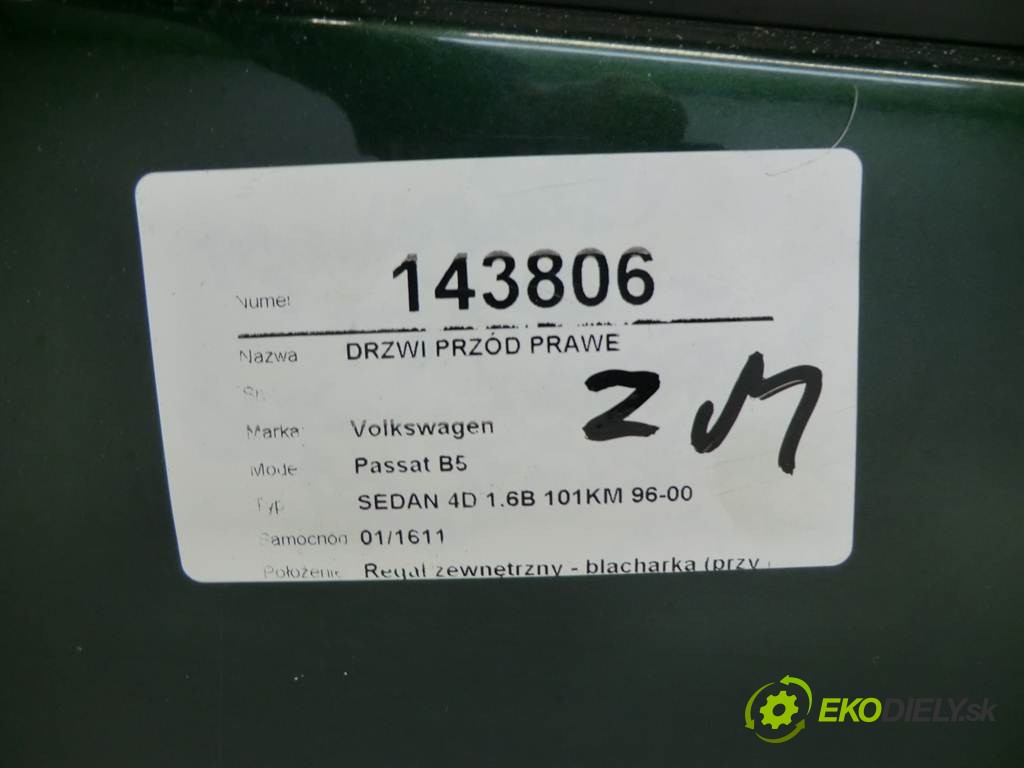 Numer 143806
Nazwa DRZWI PRZÓD PRAWE
Marka Volkswagen
Model Passat B5
Typ SEDAN 4D 1.6B 101KM 96-00
Samochód 01/1611
Położenie Regał zewnętrzny - blacharka (przy
EKODIELY.sk